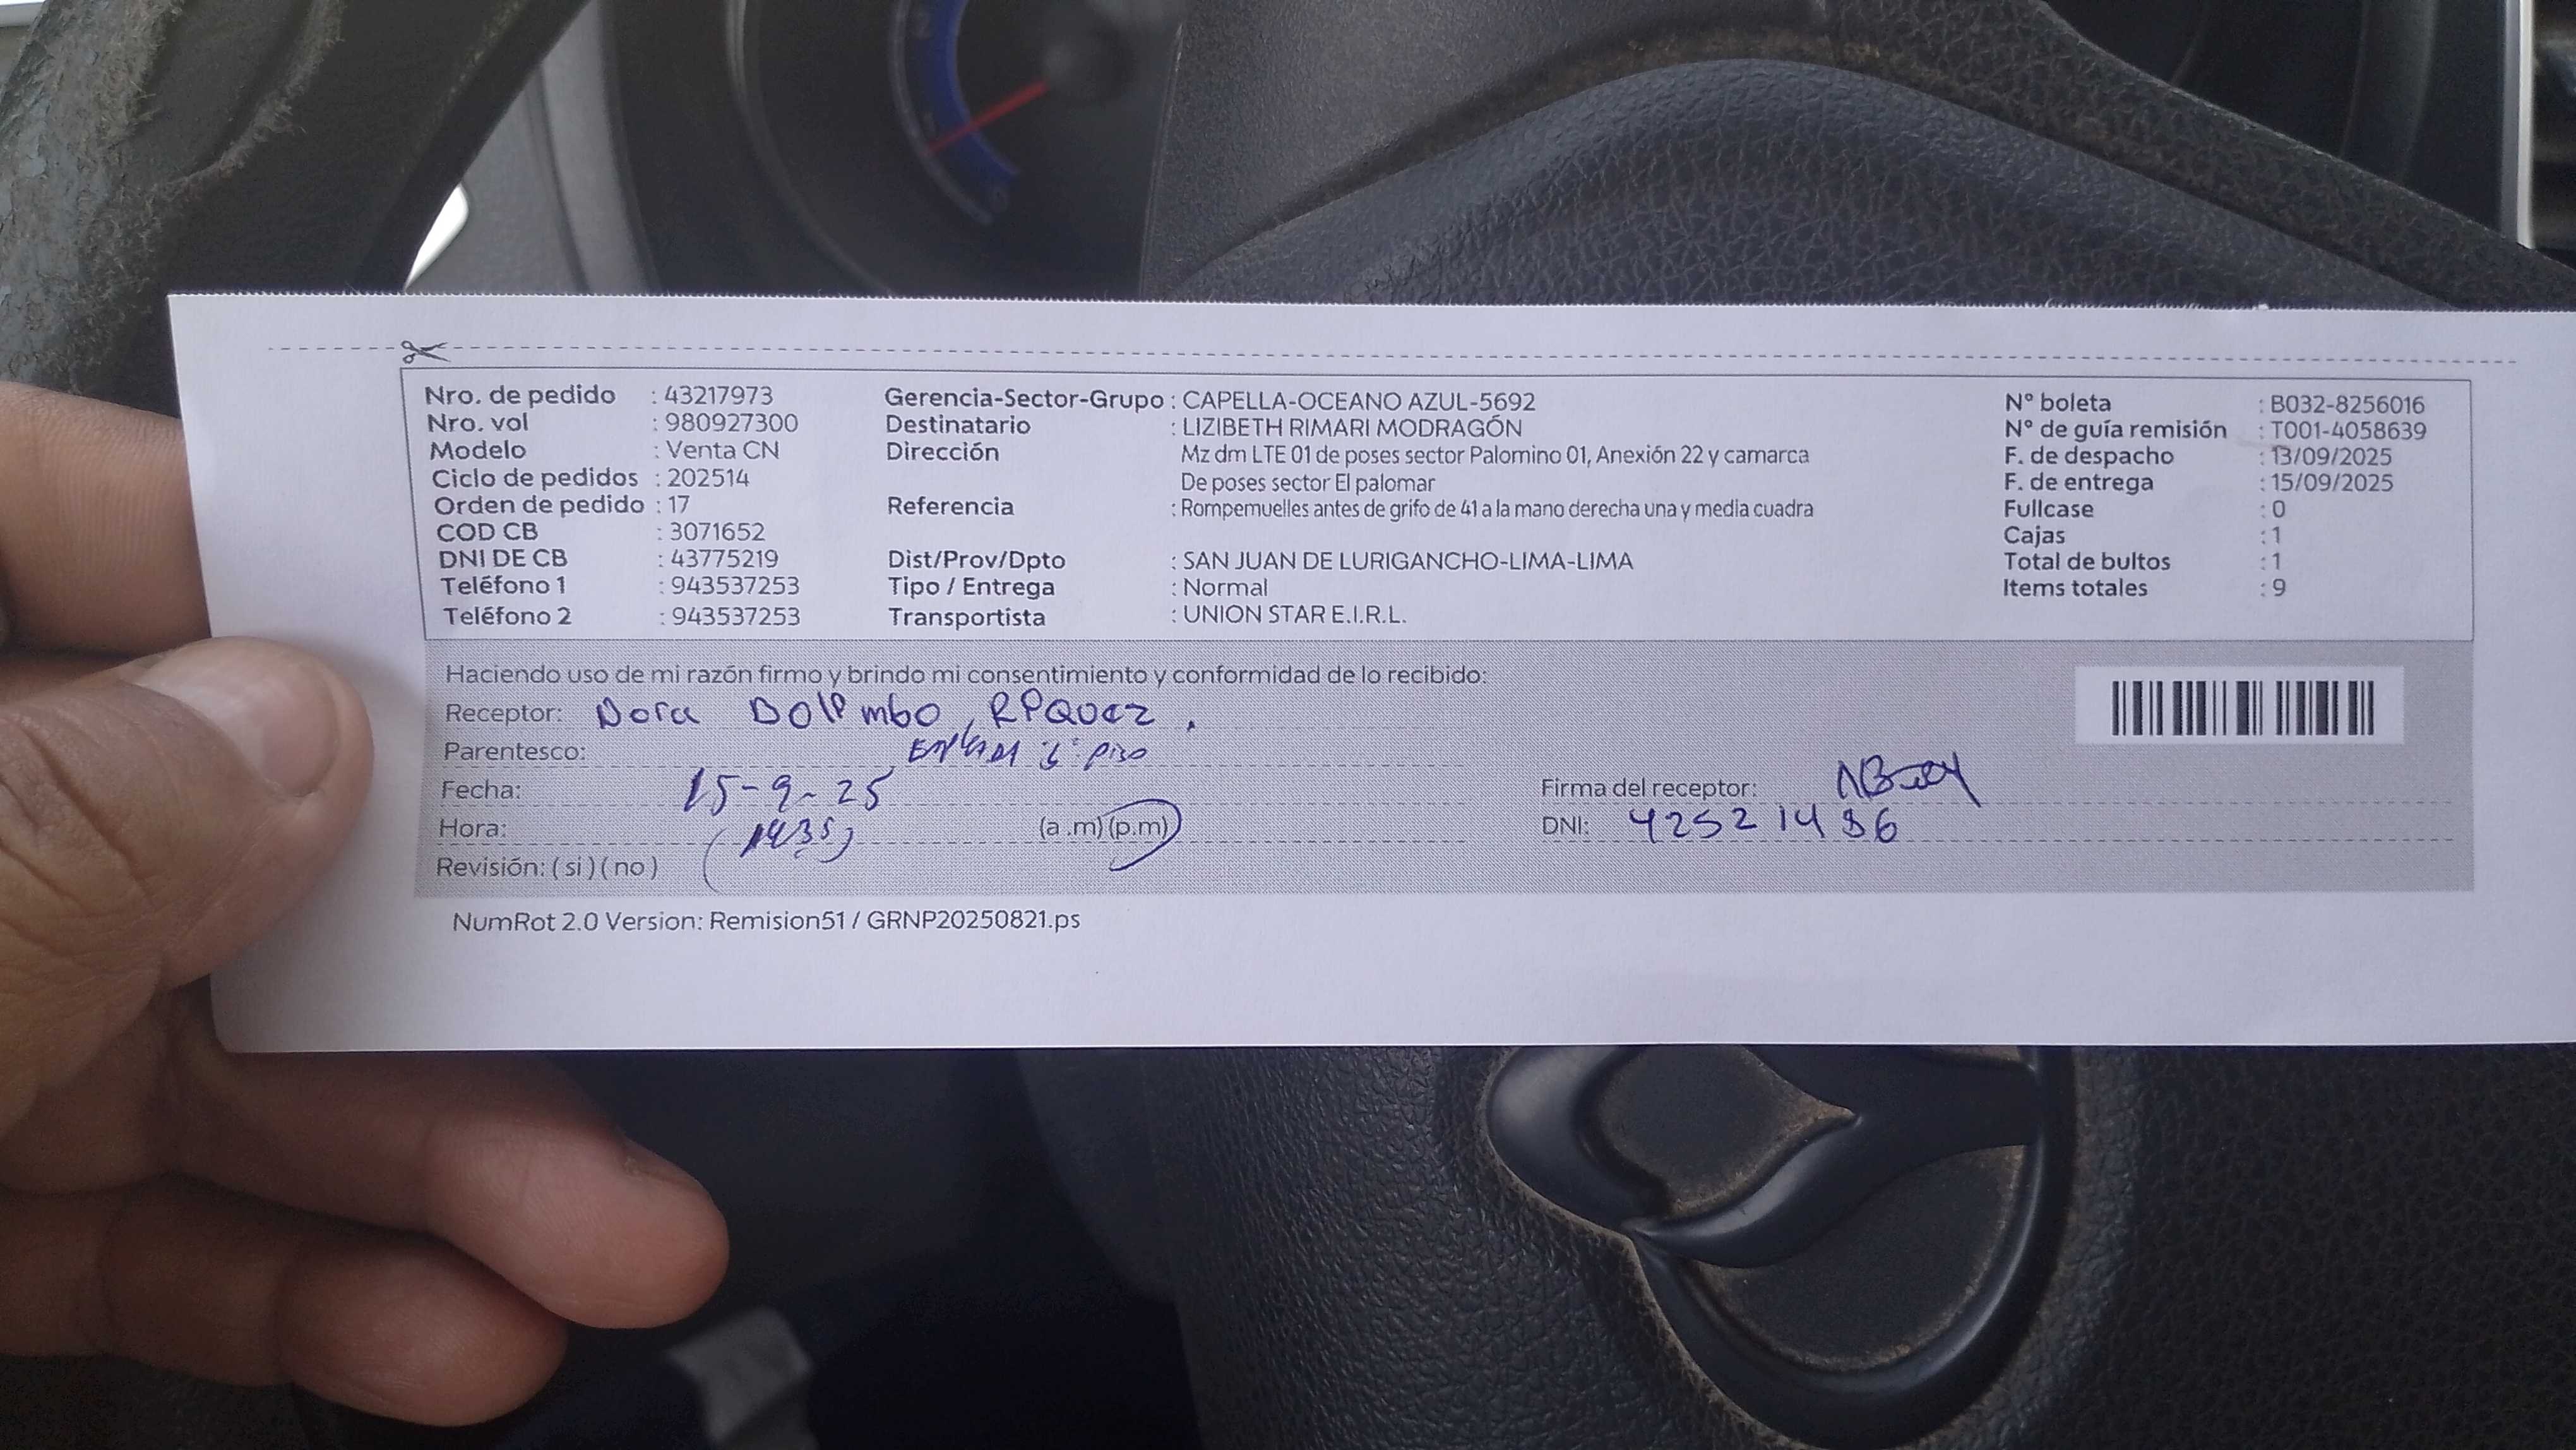 Nro. de pedido : 43217973
Nro. vol : 980927300
Modelo : Venta CN
Ciclo de pedidos : 202514
Orden de pedido : 17
COD CB : 3071652
DNI DE CB : 43775219
Teléfono 1 : 943537253
Teléfono 2 : 943537253
Gerencia-Sector-Grupo : CAPELLA-OCEANO AZUL-5692
Destinatario : LIZIBETH RIMARI MODRAGÓN
Dirección Mz dm LTE 01 de poses sector Palomino 01, Anexión 22 y camarca
De poses sector El palomar
Referencia : Rompemuelles antes de grifo de 41 a la mano derecha una y media cuadra
Dist/Prov/Dpto : SAN JUAN DE LURIGANCHO-LIMA-LIMA
Tipo / Entrega : Normal
Transportista : UNION STAR E.I.R.L.
N° boleta : B032-8256016
N° de guía remisión : T001-4058639
F. de despacho : 13/09/2025
F. de entrega : 15/09/2025
Fullcase : 0
Cajas : 1
Total de bultos : 1
Items totales : 9
Haciendo uso de mi razón firmo y brindo mi consentimiento y conformidad de lo recibido:
Receptor: Nora
Parentesco: piso
Fecha: 15-9-25
Hora: (1435) (a .m) (p.m)
Revisión: ( si ) ( no )
Firma del receptor:
DNI: 42521486
NumRot 2.0 Version: Remision51 / GRNP20250821.ps